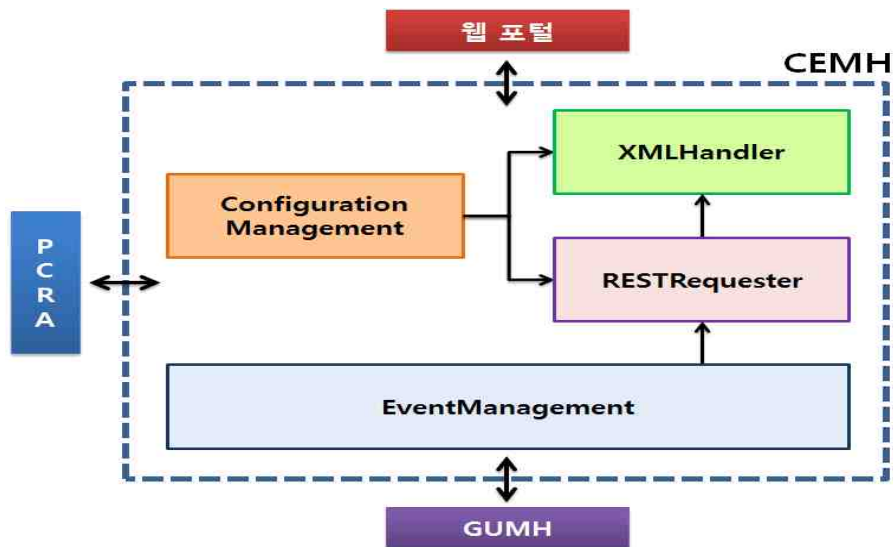 웹 포털
CEMH
XMLHandler
Configuration
Management
P
C
R
A
RESTRequester
EventManagement
GUMH